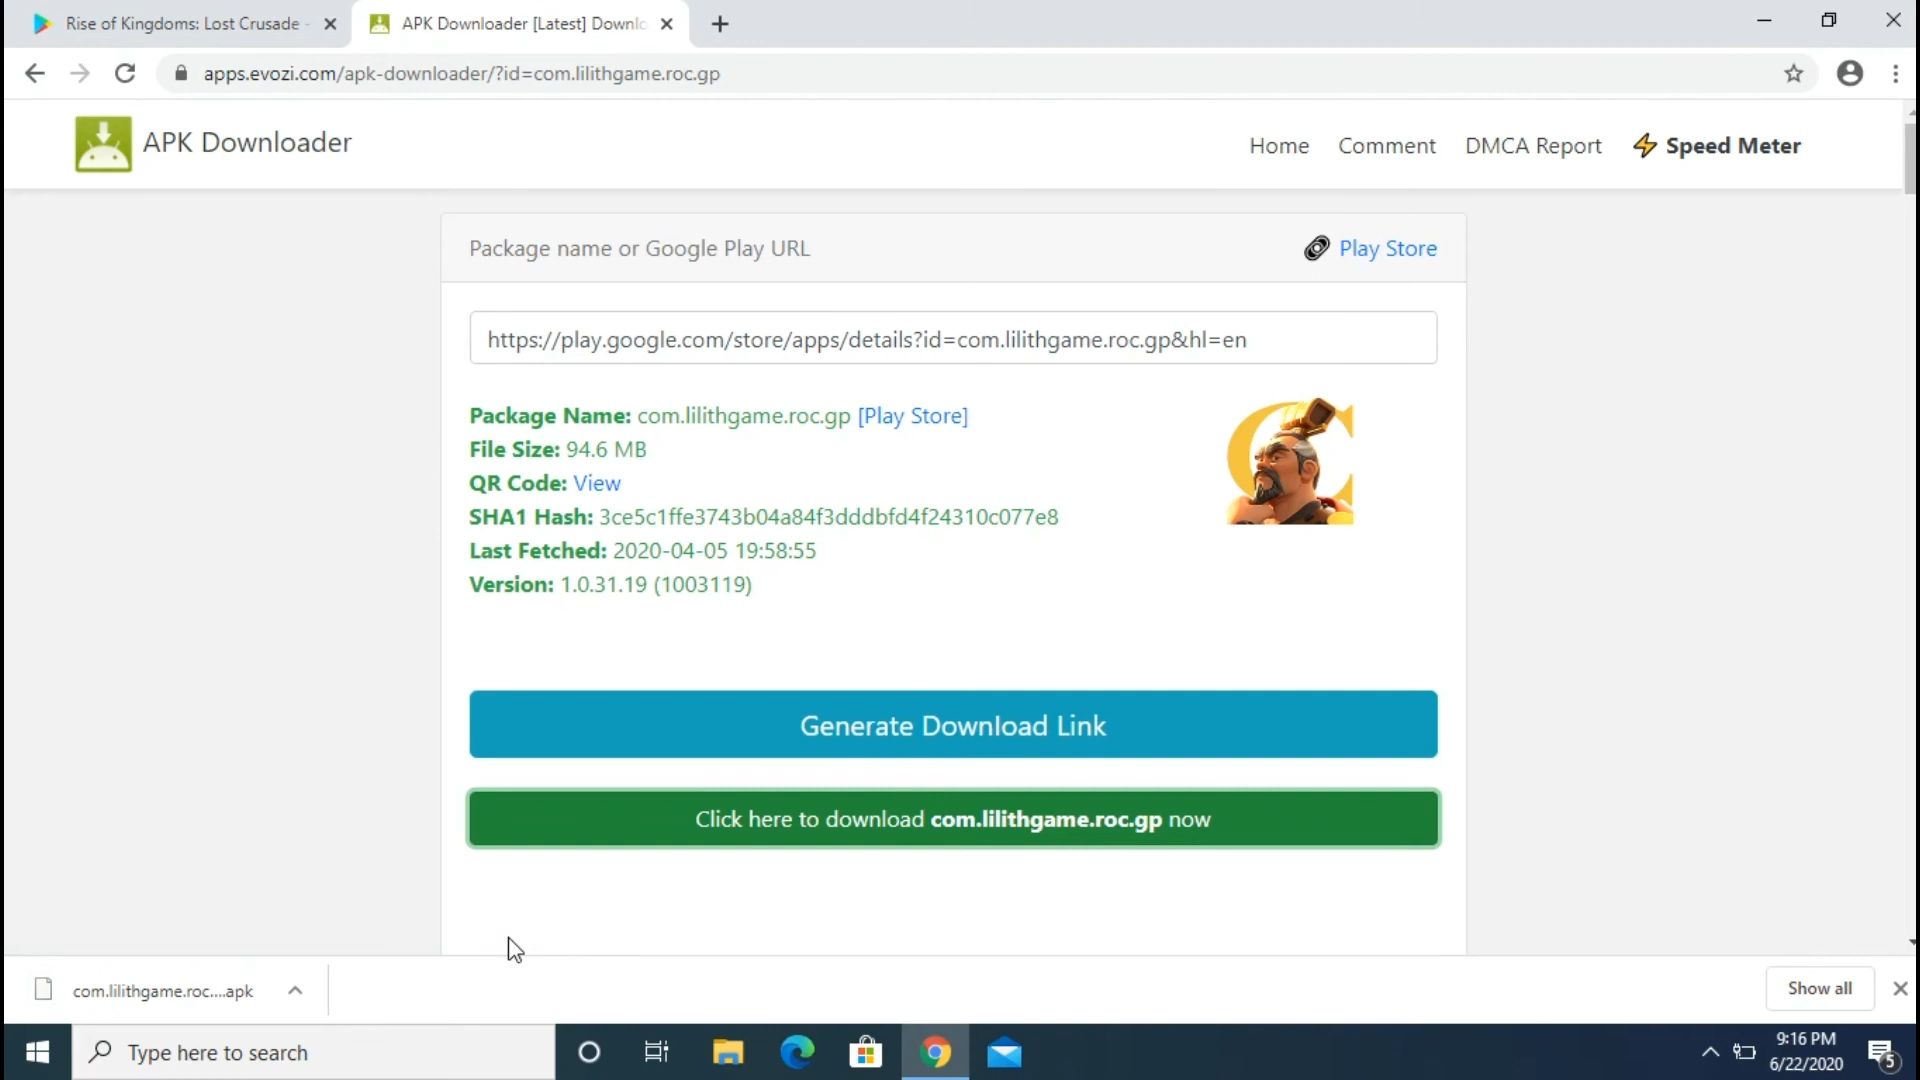 Rise of Kingdoms: Lost Crusade -
APK Downloader [Latest] Downlo
apps.evozi.com/apk-downloader/?id=com.lilithgame.roc.gp
APK Downloader
Home
Comment
DMCA Report
Speed Meter
Package name or Google Play URL
Play Store
https://play.google.com/store/apps/details?id=com.lilithgame.roc.gp&hl=en
Package Name: com.lilithgame.roc.gp [Play Store]
File Size: 94.6 MB
QR Code: View
SHA1 Hash: 3ce5c1ffe3743b04a84f3dddbfd4f24310c077e8
Last Fetched: 2020-04-05 19:58:55
Version: 1.0.31.19 (1003119)
Generate Download Link
Click here to download com.lilithgame.roc.gp now
com.lilithgame.roc....apk
Show all
Type here to search
9:16 PM
6/22/2020
5